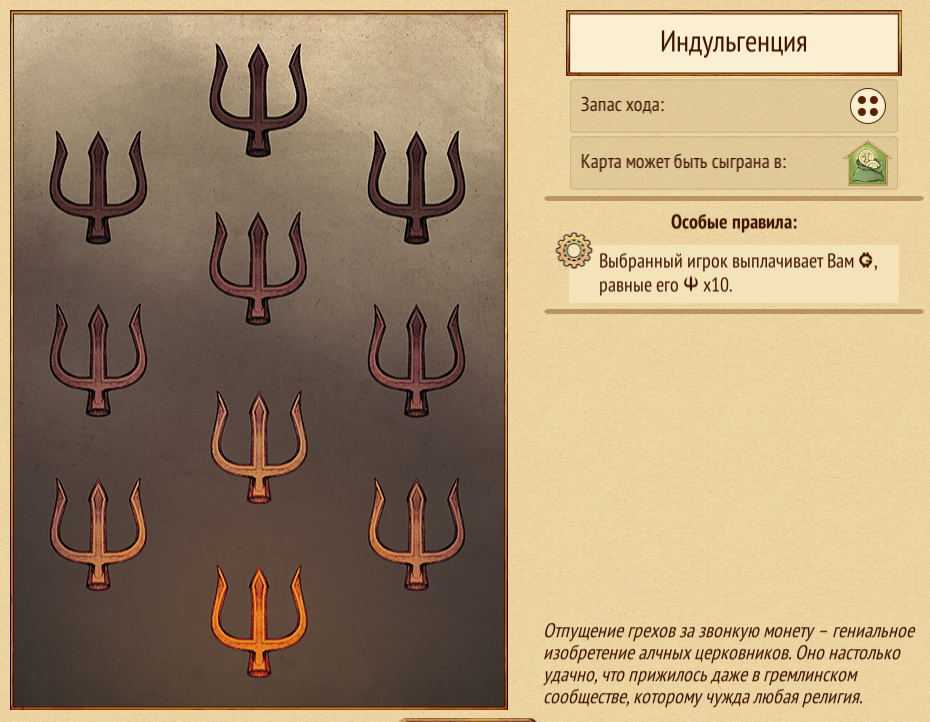 Индульгенция
Запас хода:
Карта может быть сыграна в:
Особые правила:
Выбранный игрок выплачивает Вам ,
равные его x10.
Отпущение грехов за звонкую монету – гениальное
изобретение алчных церковников. Оно настолько
удачно, что прижилось даже в гремлинском
сообществе, которому чужда любая религия.